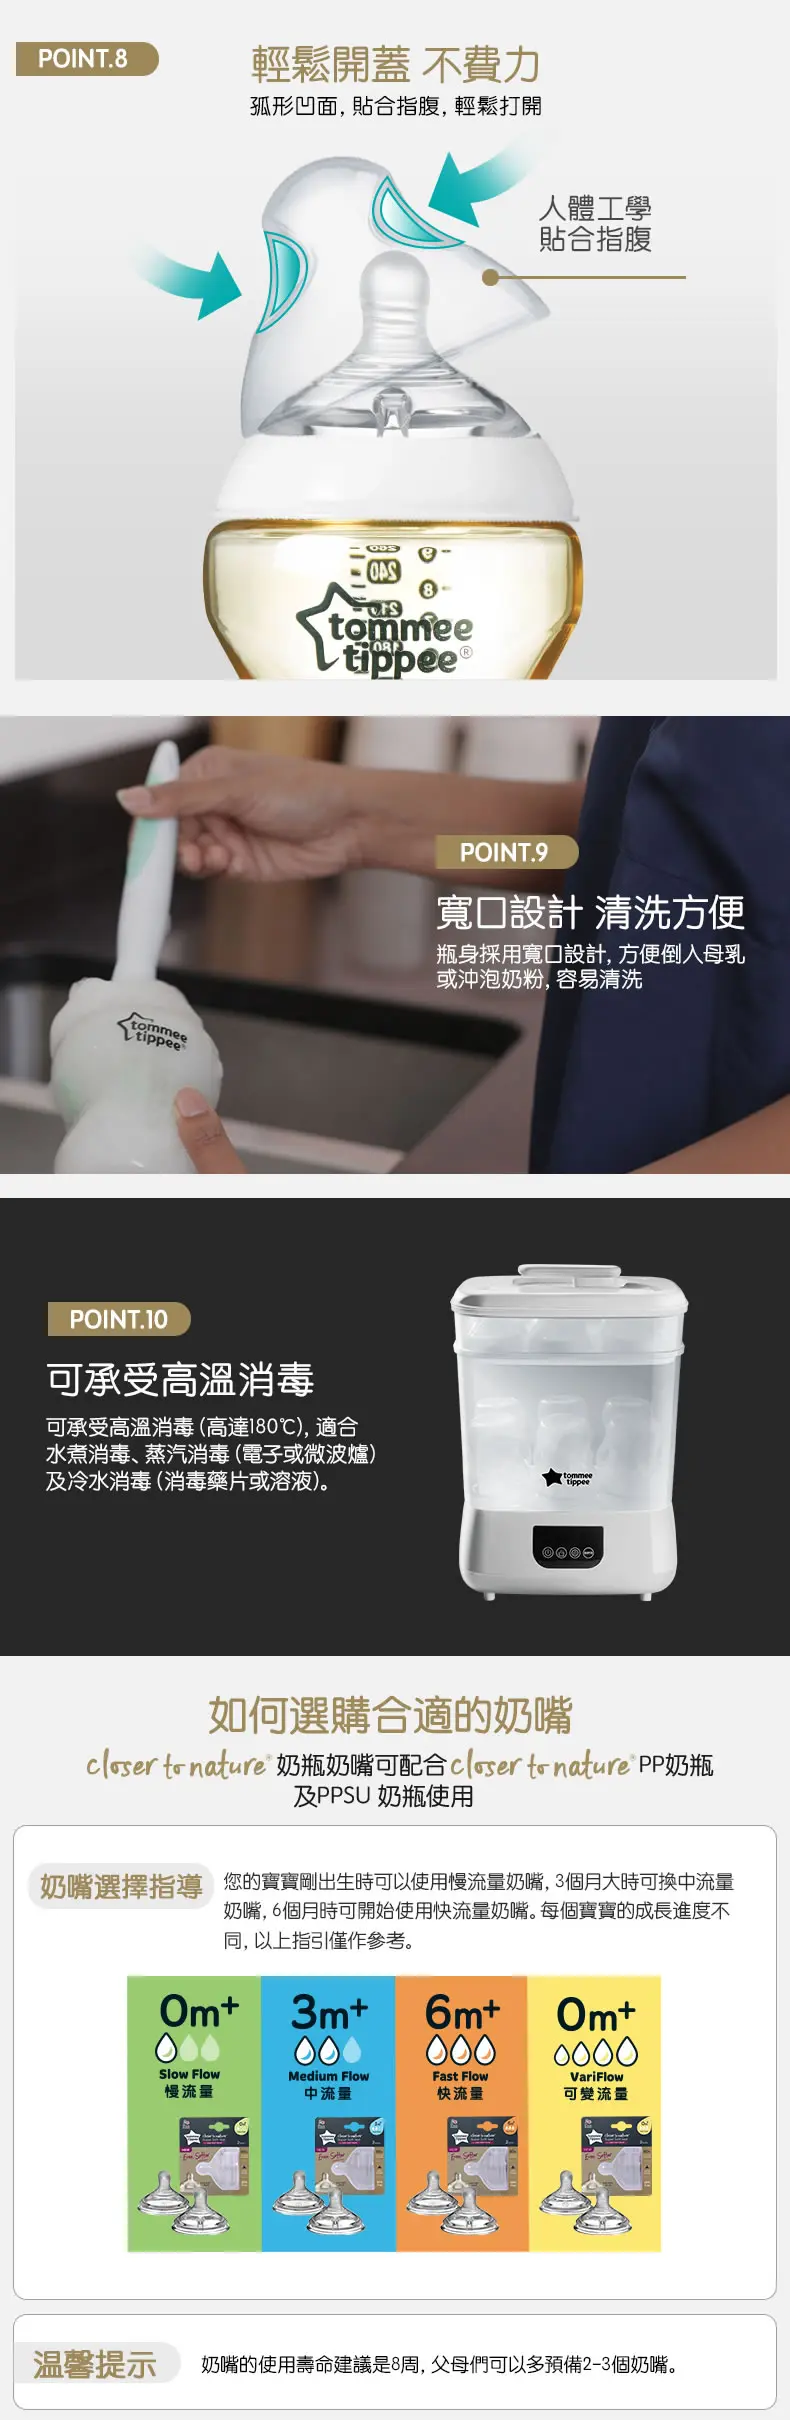 POINT.8
輕鬆開蓋 不費力
孤形凹面, 貼合指腹, 輕鬆打開
人體工學
貼合指腹
260
9
240
8
210
180
tommee
tippee®
POINT.9
寬口設計 清洗方便
瓶身採用寬口設計, 方便倒入母乳
或沖泡奶粉, 容易清洗
tommee
tippee®
POINT.10
可承受高溫消毒
可承受高溫消毒 (高達180℃), 適合
水煮消毒、蒸汽消毒 (電子或微波爐)
及冷水消毒 (消毒藥片或溶液)。
tommee
tippee
如何選購合適的奶嘴
closer to nature® 奶瓶奶嘴可配合 closer to nature® PP奶瓶
及PPSU 奶瓶使用
奶嘴選擇指導
您的寶寶剛出生時可以使用慢流量奶嘴, 3個月大時可換中流量
奶嘴, 6個月時可開始使用快流量奶嘴。每個寶寶的成長進度不
同, 以上指引僅作參考。
0m+ 3m+ 6m+ 0m+
Slow Flow Medium Flow Fast Flow VariFlow
慢流量 中流量 快流量 可變流量
温馨提示
奶嘴的使用壽命建議是8周, 父母們可以多預備2-3個奶嘴。